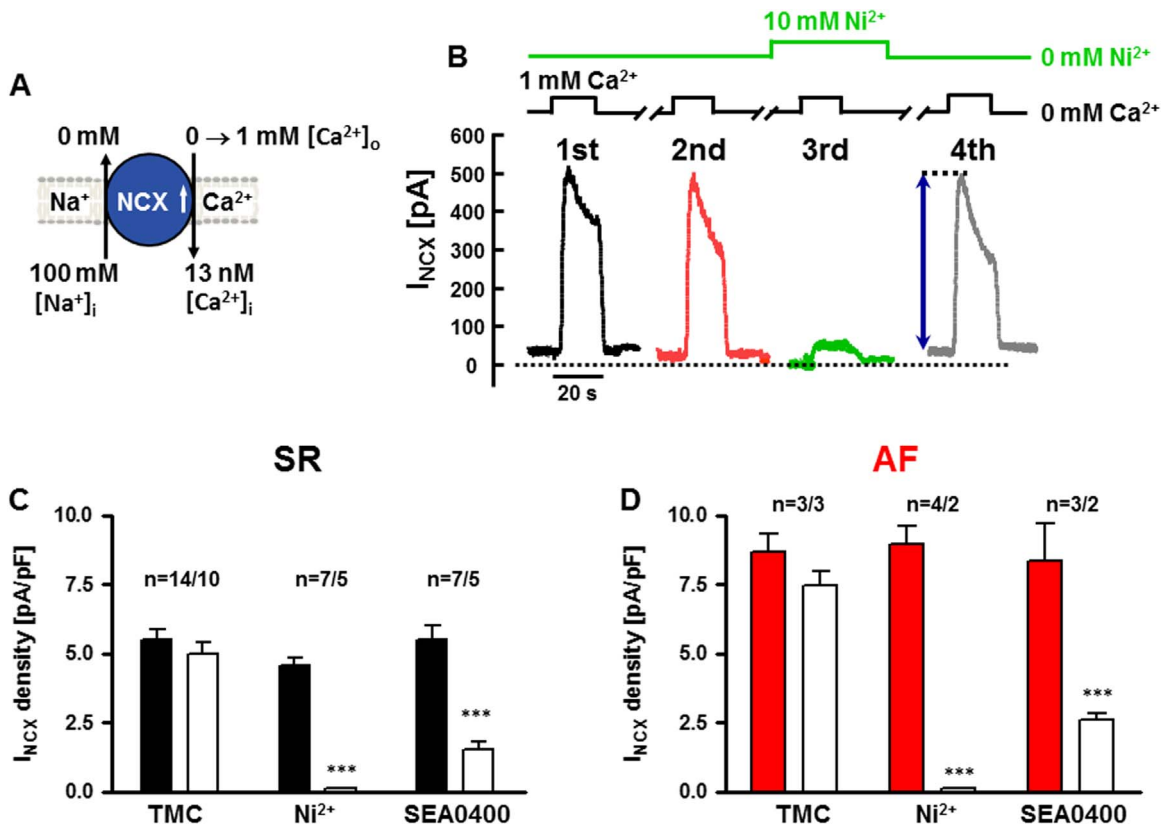 A
0 mM
0 → 1 mM [Ca²⁺]ₒ
Na⁺
NCX
Ca²⁺
100 mM
13 nM
[Na⁺]ᵢ
[Ca²⁺]ᵢ
B
10 mM Ni²⁺
0 mM Ni²⁺
1 mM Ca²⁺
0 mM Ca²⁺
1st
2nd
3rd
4th
I_NCX [pA]
600
500
400
300
200
100
0
20 s
SR
C
I_NCX density [pA/pF]
10.0
7.5
5.0
2.5
0.0
n=14/10
n=7/5
n=7/5
***
***
TMC
Ni²⁺
SEA0400
AF
D
I_NCX density [pA/pF]
10.0
7.5
5.0
2.5
0.0
n=3/3
n=4/2
n=3/2
***
***
TMC
Ni²⁺
SEA0400